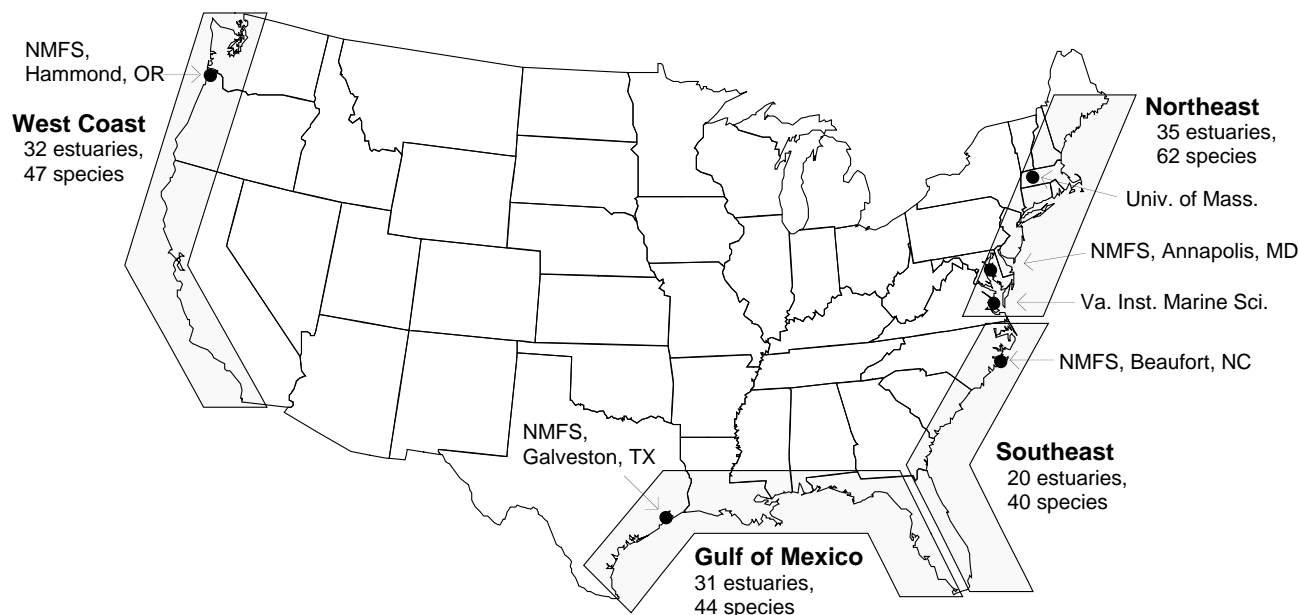 NMFS,
Hammond, OR
West Coast
32 estuaries,
47 species
Northeast
35 estuaries,
62 species
Univ. of Mass.
NMFS, Annapolis, MD
Va. Inst. Marine Sci.
NMFS, Beaufort, NC
NMFS,
Galveston, TX
Southeast
20 estuaries,
40 species
Gulf of Mexico
31 estuaries,
44 species